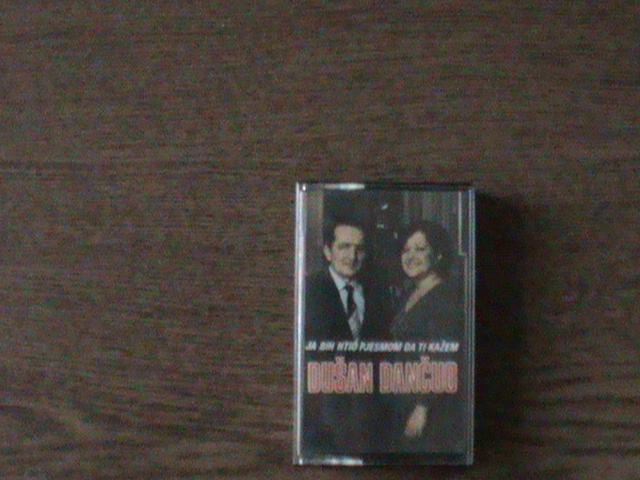 JA BIH HTIO PJESMOM DA TI KAŽEM
DUŠAN DANČUO